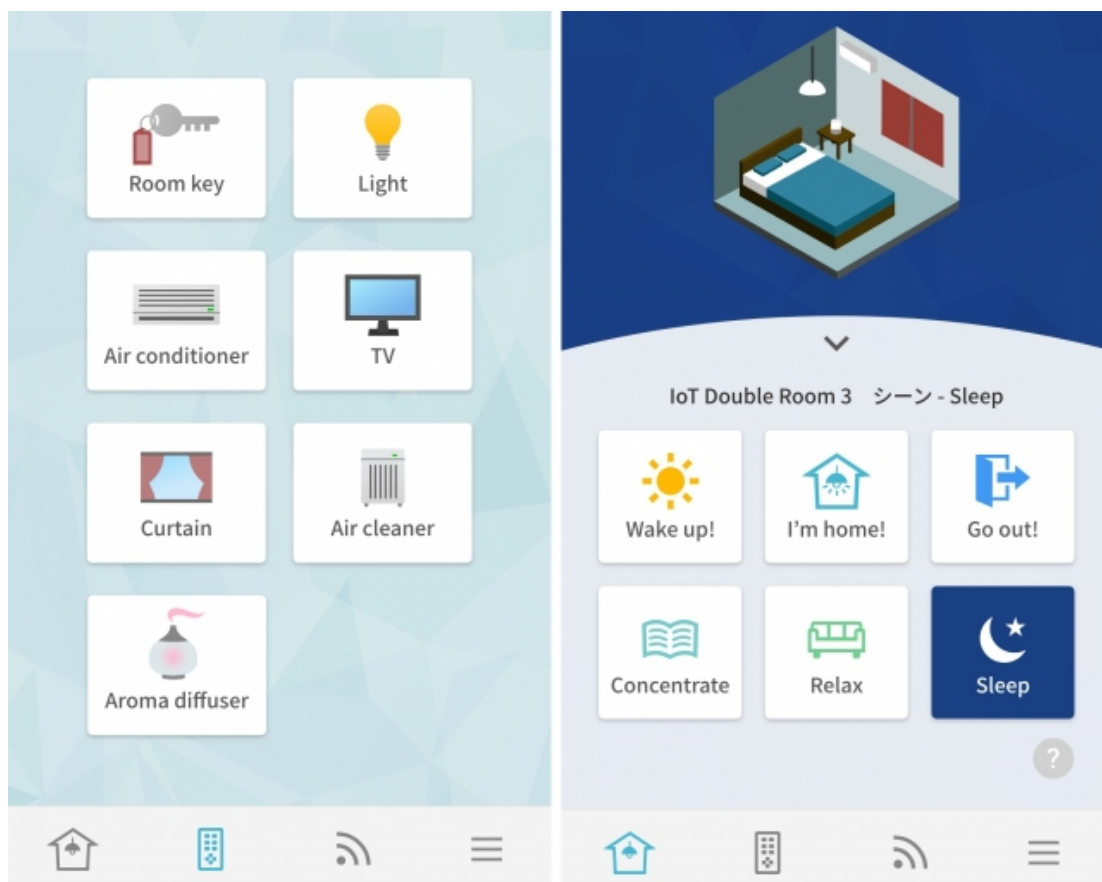 Room key
Light
Air conditioner
TV
Curtain
Air cleaner
Aroma diffuser
IoT Double Room 3　シーン - Sleep
Wake up!
I'm home!
Go out!
Concentrate
Relax
Sleep
?